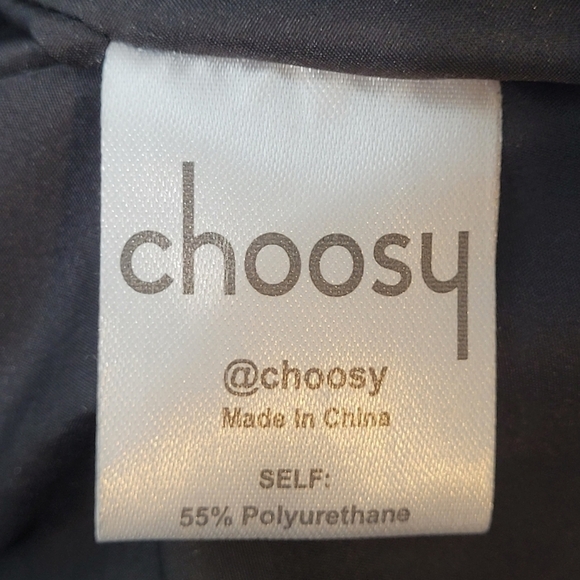 choosy
@choosy
Made In China
SELF:
55% Polyurethane